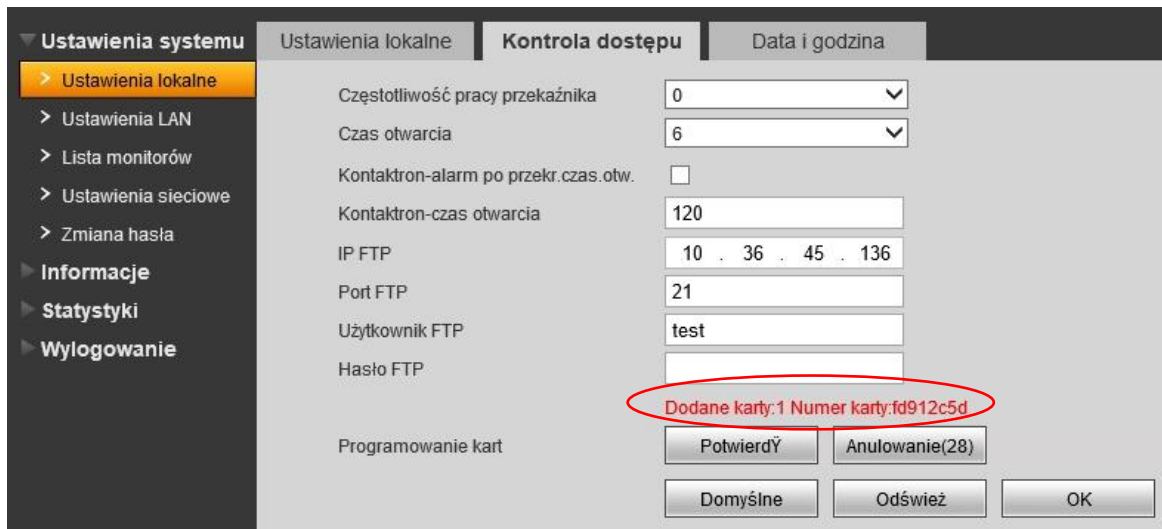 Ustawienia systemu
Ustawienia lokalne
Ustawienia LAN
Lista monitorów
Ustawienia sieciowe
Zmiana hasła
Informacje
Statystyki
Wylogowanie
Ustawienia lokalne Kontrola dostępu Data i godzina
Częstotliwość pracy przekaźnika 0
Czas otwarcia 6
Kontaktron-alarm po przekr.czas.otw.
Kontaktron-czas otwarcia 120
IP FTP 10 . 36 . 45 . 136
Port FTP 21
Użytkownik FTP test
Hasło FTP
Dodane karty:1 Numer karty:fd912c5d
Programowanie kart PotwierdŸ Anulowanie(28)
Domyślne Odśwież OK